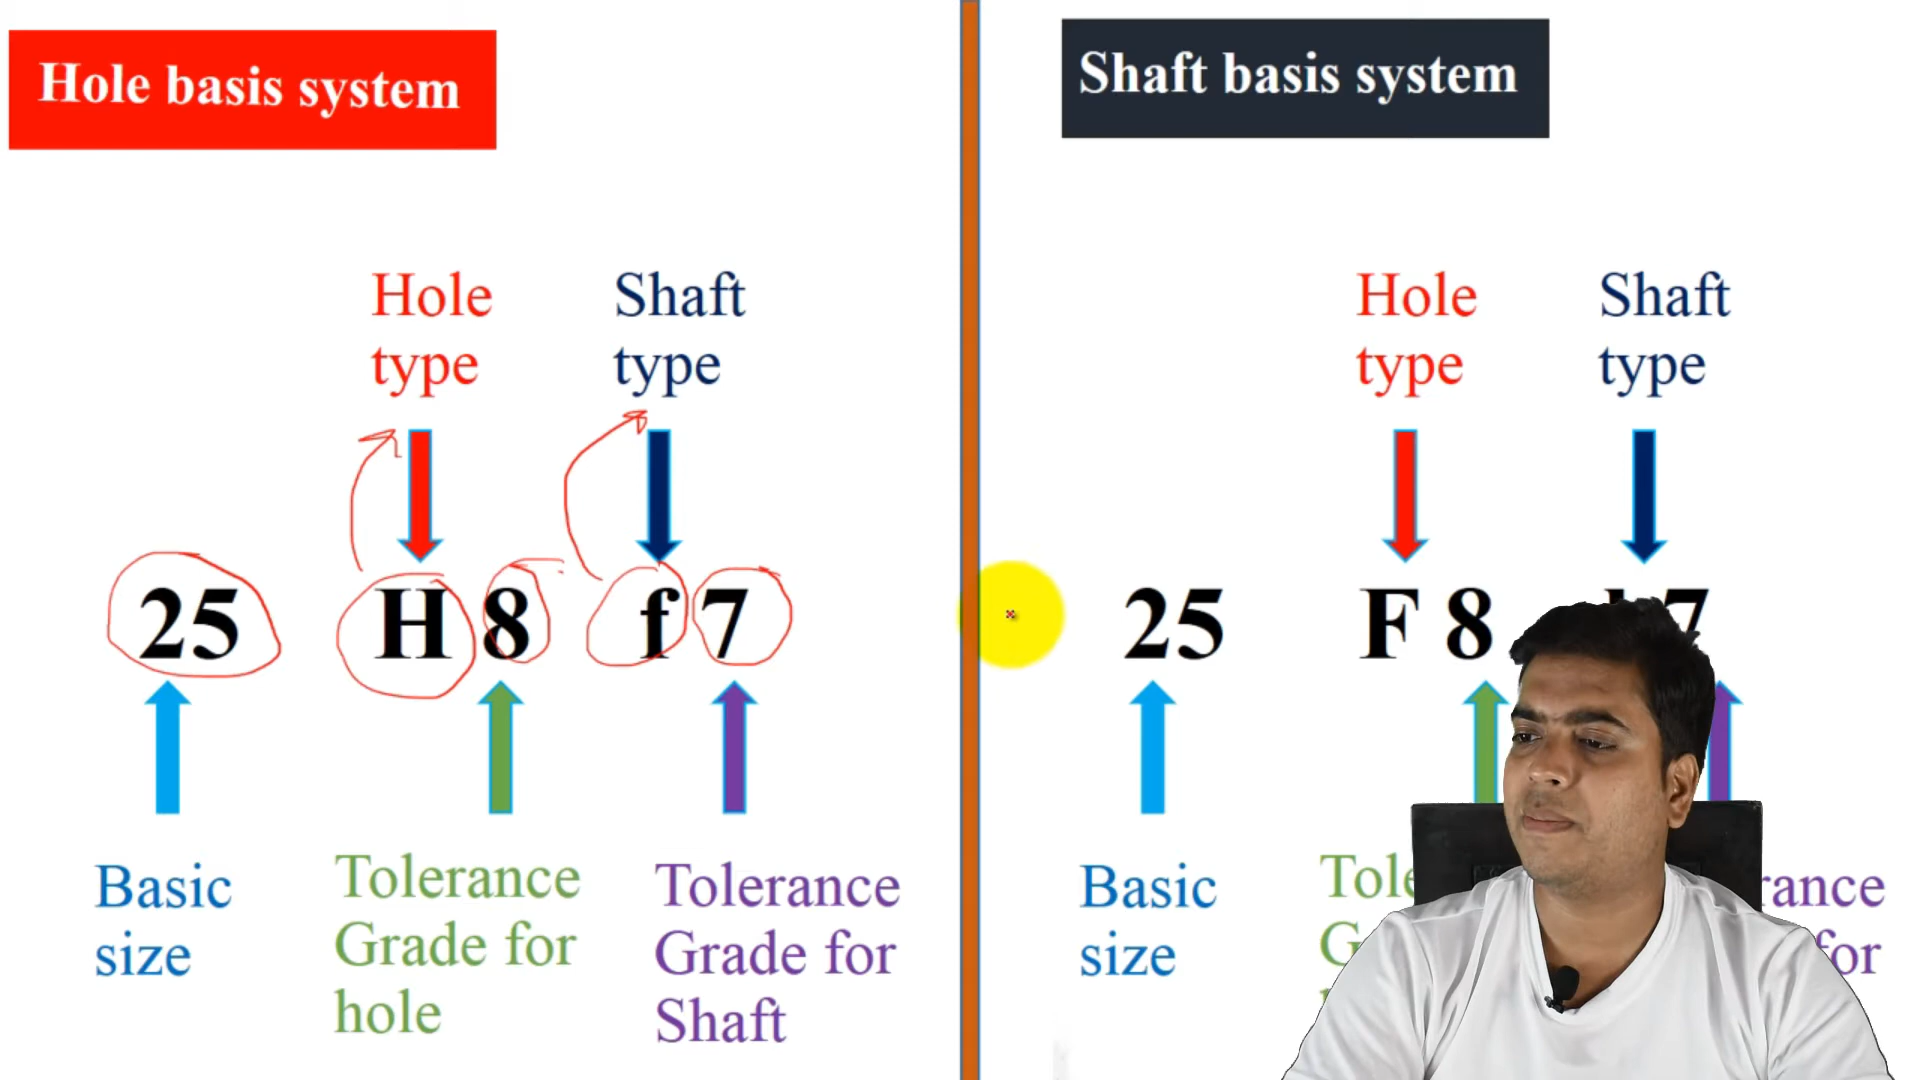 Hole basis system
Hole
type
Shaft
type
25 H 8 f 7
Basic
size
Tolerance
Grade for
hole
Tolerance
Grade for
Shaft
Shaft basis system
Hole
type
Shaft
type
25 F 8 7
Basic
size